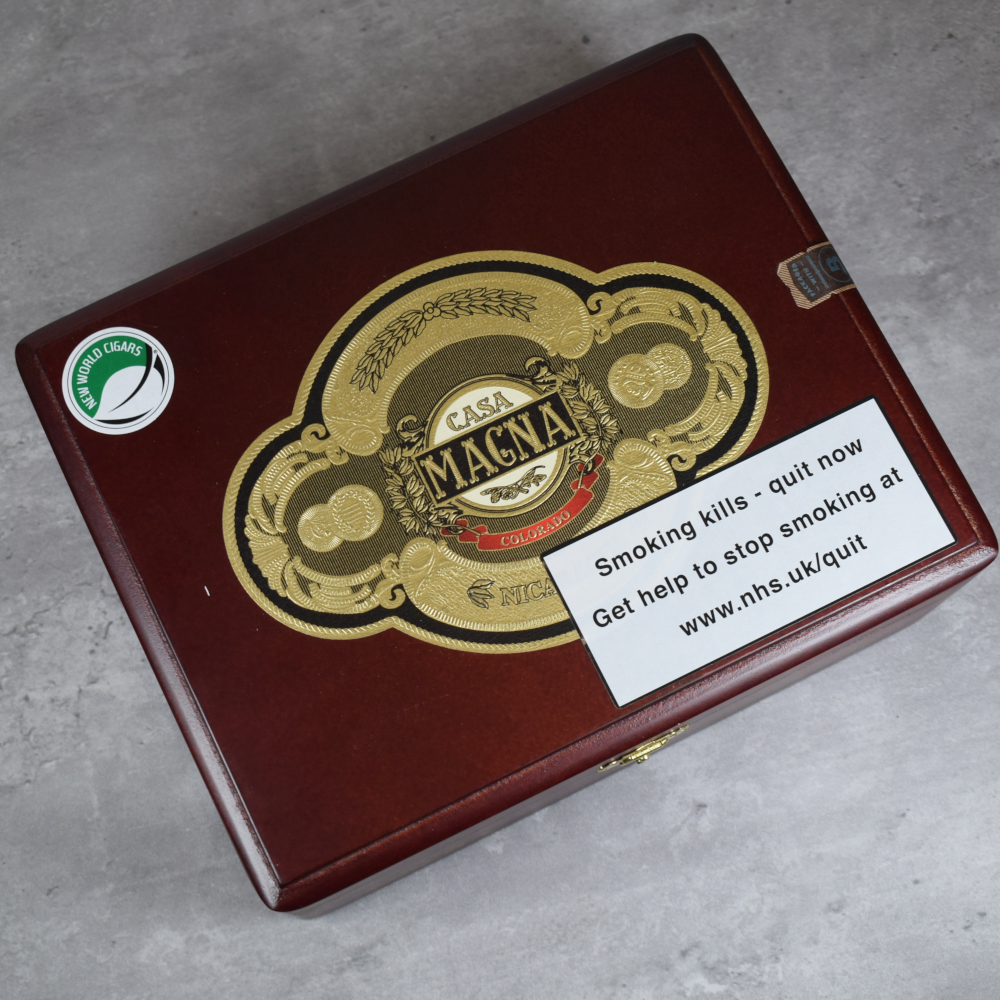 NEW WORLD CIGARS
CASA
MAGNA
COLORADO
NICA
Smoking kills - quit now
Get help to stop smoking at
www.nhs.uk/quit